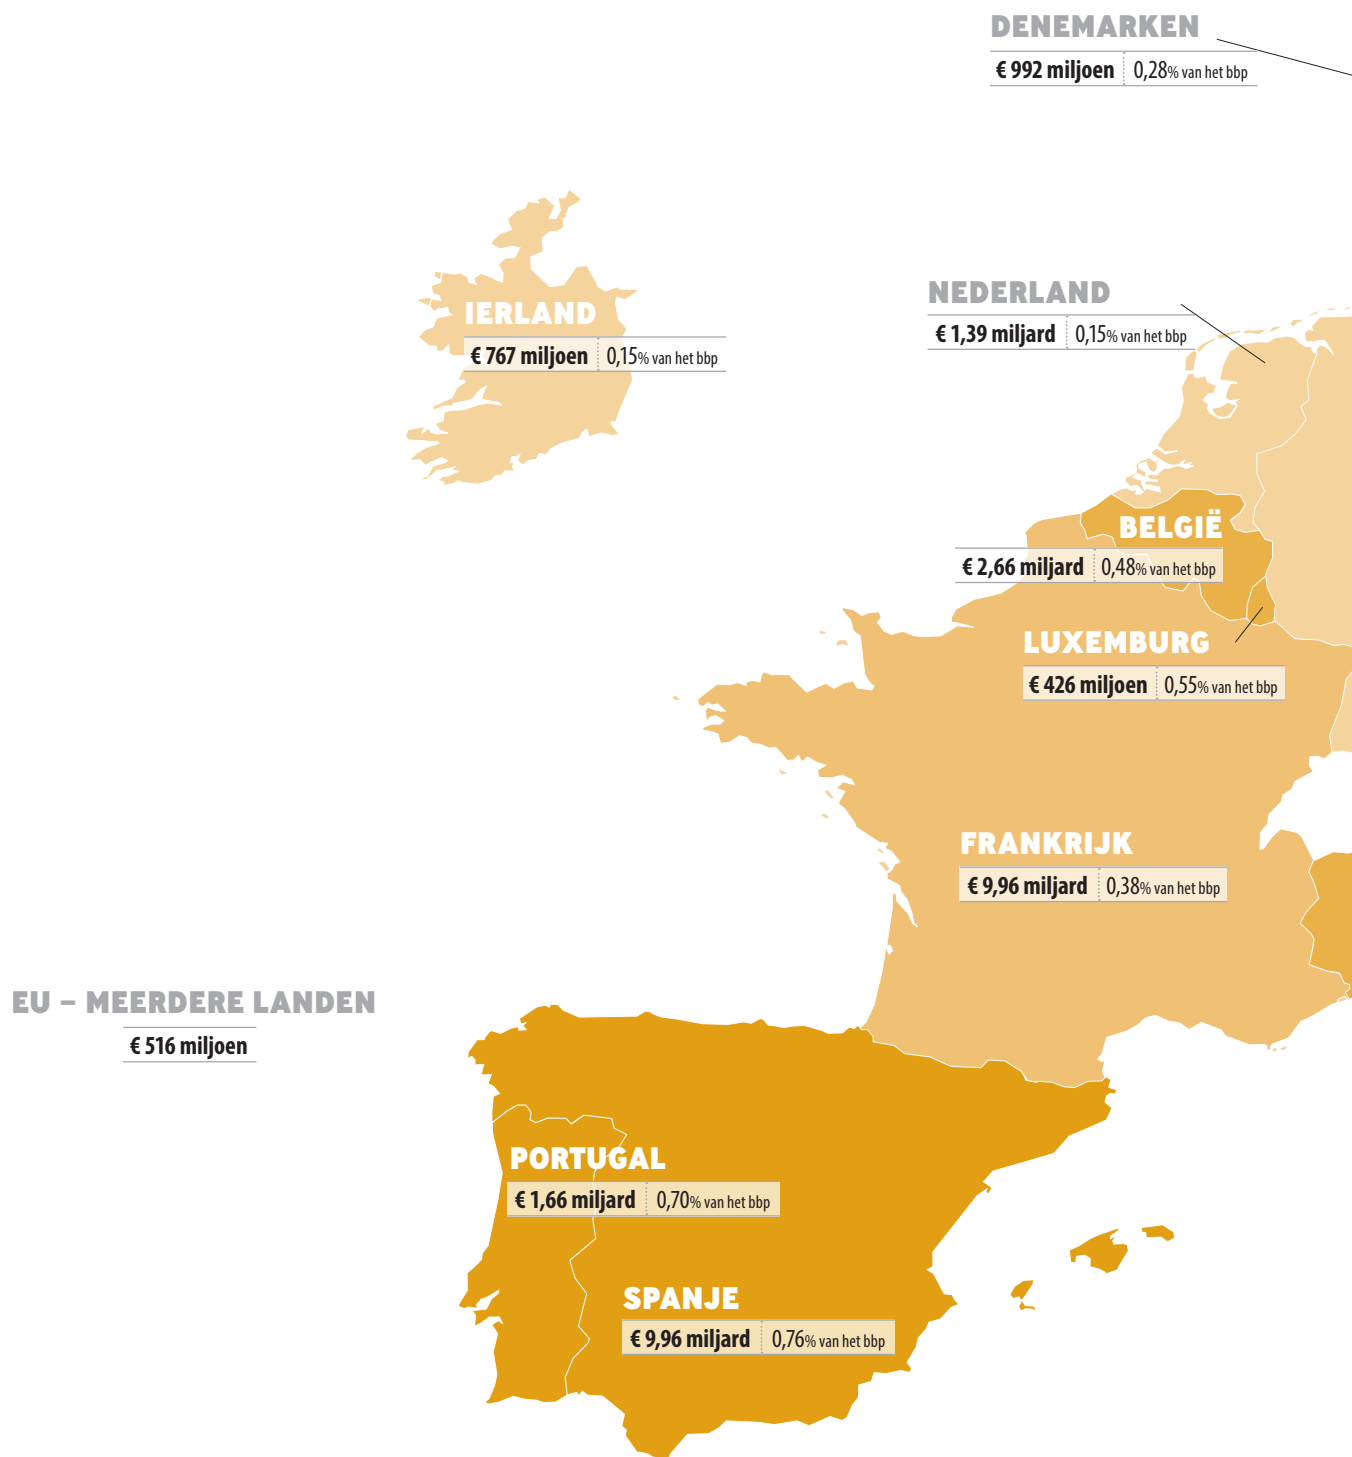 DENEMARKEN
€ 992 miljoen 0,28% van het bbp
NEDERLAND
€ 1,39 miljard 0,15% van het bbp
IERLAND
€ 767 miljoen 0,15% van het bbp
BELGIË
€ 2,66 miljard 0,48% van het bbp
LUXEMBURG
€ 426 miljoen 0,55% van het bbp
FRANKRIJK
€ 9,96 miljard 0,38% van het bbp
EU – MEERDERE LANDEN
€ 516 miljoen
PORTUGAL
€ 1,66 miljard 0,70% van het bbp
SPANJE
€ 9,96 miljard 0,76% van het bbp